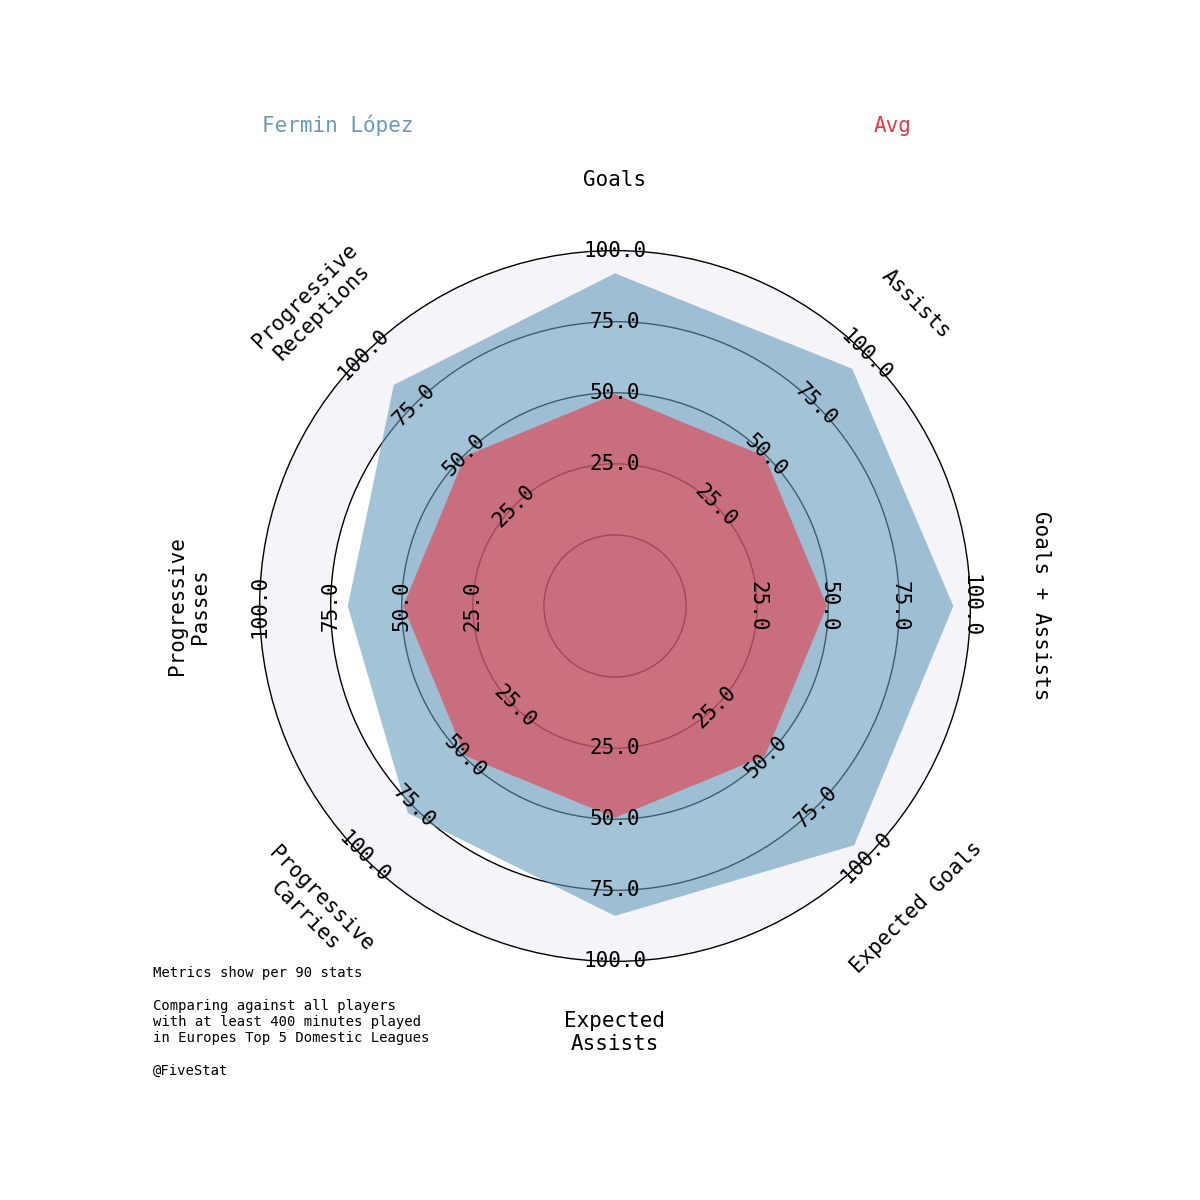 Fermin López
Avg
Goals
Assists
Goals + Assists
Expected Goals
Expected
Assists
Progressive
Carries
Progressive
Passes
Progressive
Receptions
25.0
50.0
75.0
100.0
25.0
50.0
75.0
100.0
25.0
50.0
75.0
100.0
25.0
50.0
75.0
100.0
25.0
50.0
75.0
100.0
25.0
50.0
75.0
100.0
25.0
50.0
75.0
100.0
25.0
50.0
75.0
100.0
Metrics show per 90 stats
Comparing against all players
with at least 400 minutes played
in Europes Top 5 Domestic Leagues
@FiveStat